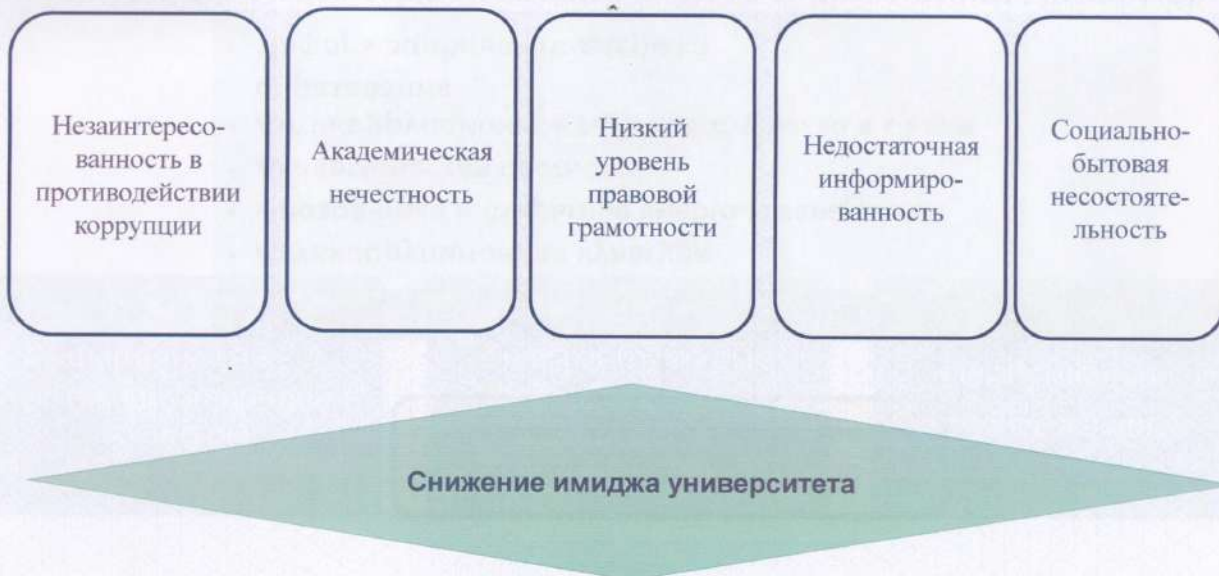 Незаинтересо-
ванность в
противодействии
коррупции
Академическая
нечестность
Низкий
уровень
правовой
грамотности
Недостаточная
информиро-
ванность
Социально-
бытовая
несостояте-
льность
Снижение имиджа университета